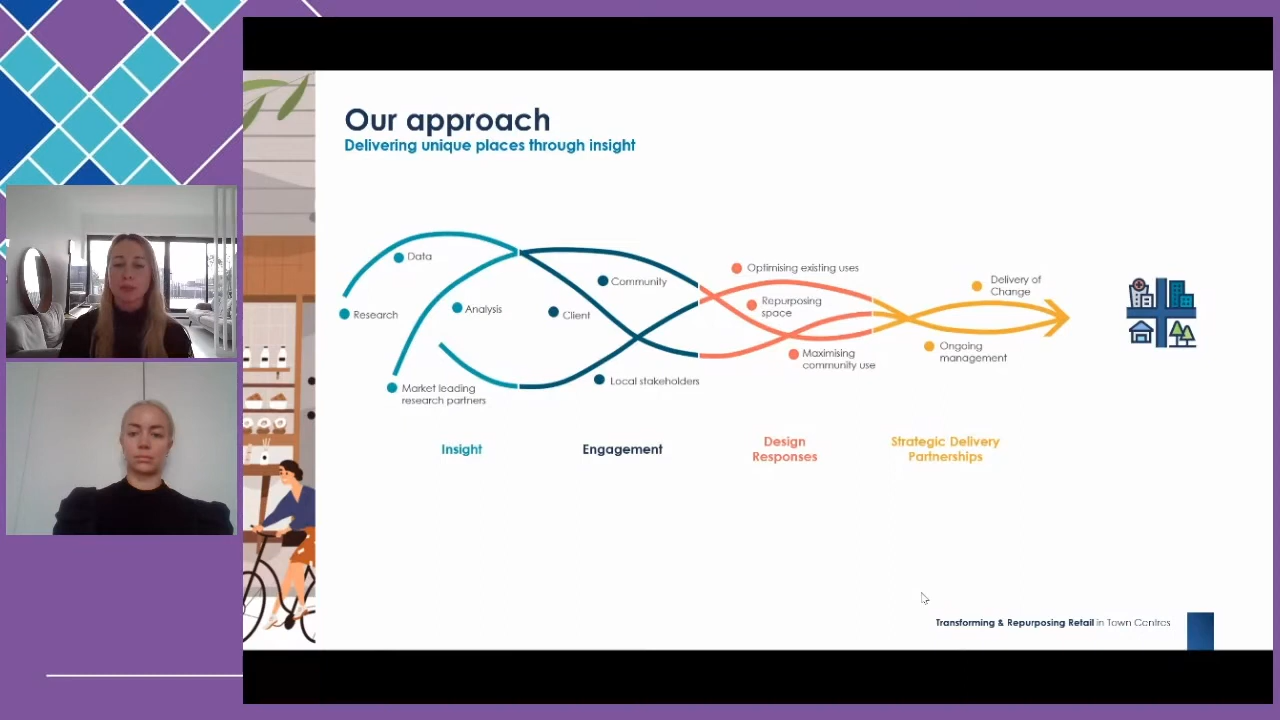 Our approach
Delivering unique places through insight
Data
Research
Analysis
Market leading
research partners
Community
Client
Local stakeholders
Optimising existing uses
Repurposing
space
Maximising
community use
Delivery of
Change
Ongoing
management
Insight
Engagement
Design
Responses
Strategic Delivery
Partnerships
Transforming & Repurposing Retail in Town Centres